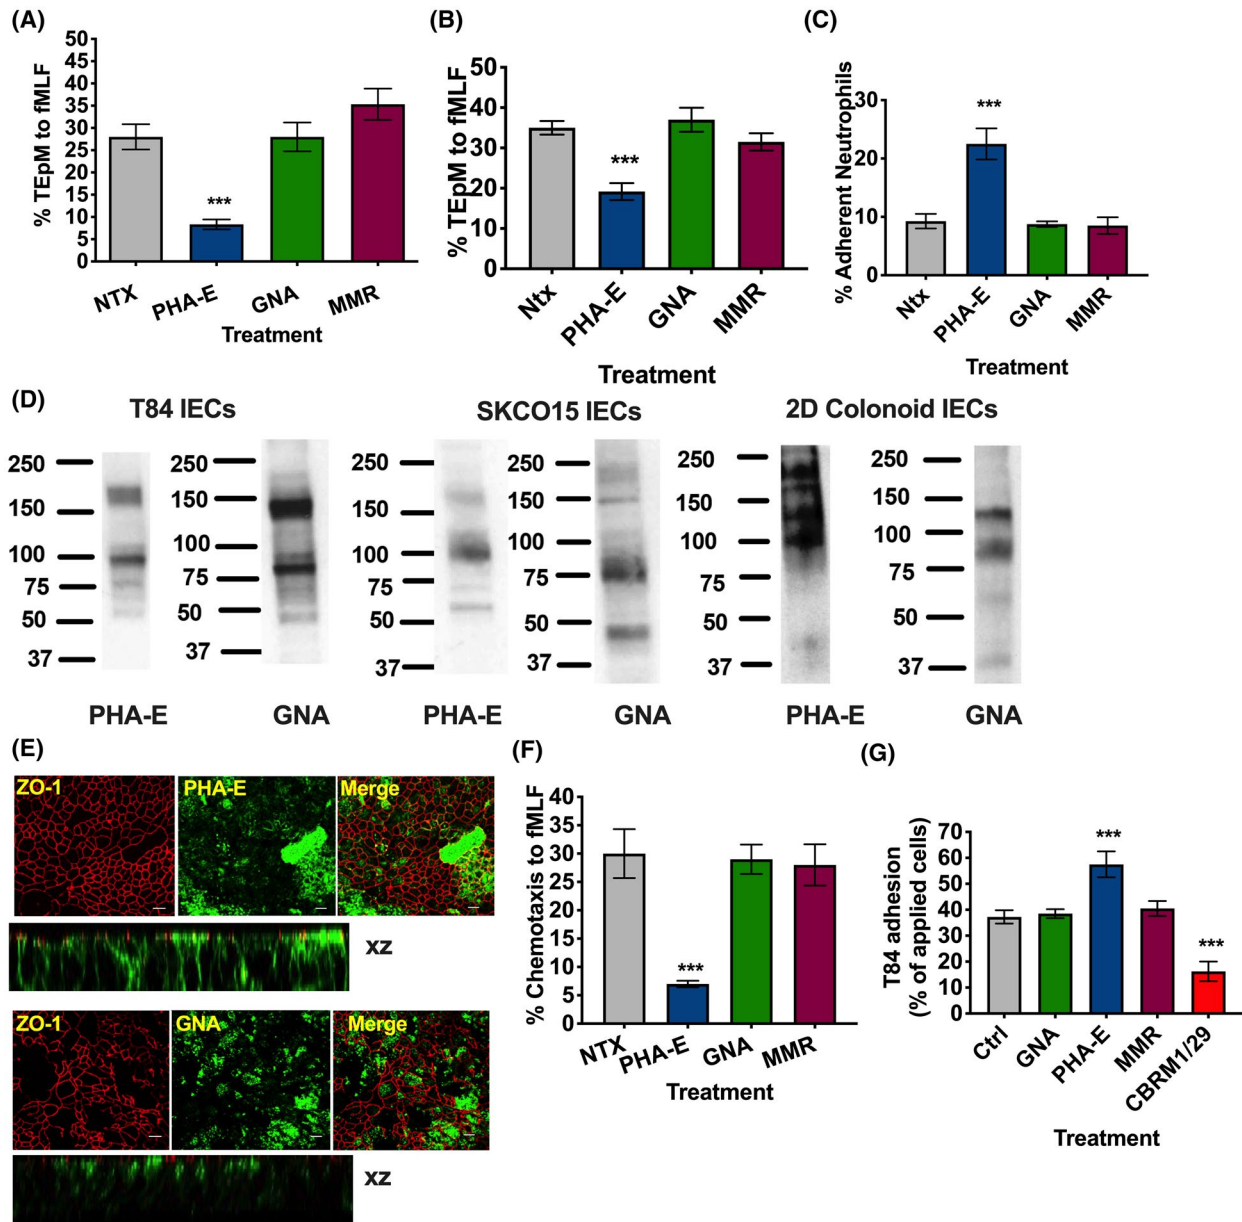 (A)
% TEpM to fMLF
50
45
40
35
30
25
20
15
10
5
0
***
NTX
PHA-E
GNA
MMR
Treatment
(B)
% TEpM to fMLF
50
40
30
20
10
0
***
Ntx
PHA-E
GNA
MMR
Treatment
(C)
% Adherent Neutrophils
30
20
10
0
***
Ntx
PHA-E
GNA
MMR
Treatment
(D)
T84 IECs
SKCO15 IECs
2D Colonoid IECs
250
150
100
75
50
37
250
150
100
75
50
37
250
150
100
75
50
37
250
150
100
75
50
37
250
150
100
75
50
37
250
150
100
75
50
37
PHA-E
GNA
PHA-E
GNA
PHA-E
GNA
(E)
ZO-1
PHA-E
Merge
xz
ZO-1
GNA
Merge
xz
(F)
% Chemotaxis to fMLF
40
35
30
25
20
15
10
5
0
***
NTX
PHA-E
GNA
MMR
Treatment
(G)
T84 adhesion
(% of applied cells)
70
60
50
40
30
20
10
0
***
***
Ctrl
GNA
PHA-E
MMR
CBRM1/29
Treatment